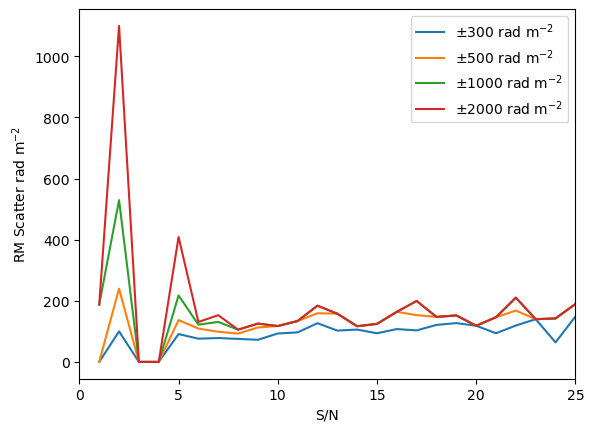 ±300 rad m⁻²
±500 rad m⁻²
±1000 rad m⁻²
±2000 rad m⁻²
RM Scatter rad m⁻²
1000
800
600
400
200
0
0 5 10 15 20 25
S/N